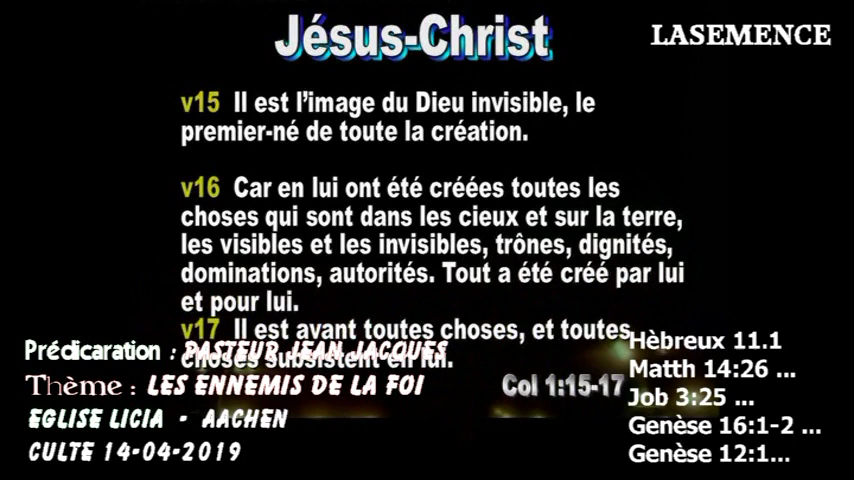 Jésus-Christ
LASEMENCE
v15 Il est l'image du Dieu invisible, le
premier-né de toute la création.
v16 Car en lui ont été créées toutes les
choses qui sont dans les cieux et sur la terre,
les visibles et les invisibles, trônes, dignités,
dominations, autorités. Tout a été créé par lui
et pour lui.
v17 Il est avant toutes choses, et toutes
choses subsistent en lui.
Col 1:15-17
Prédicaration : PASTEUR JEAN JACQUES
Thème : LES ENNEMIS DE LA FOI
EGLISE LICIA - AACHEN
CULTE 14-04-2019
Hèbreux 11.1
Matth 14:26 ...
Job 3:25 ...
Genèse 16:1-2 ...
Genèse 12:1...